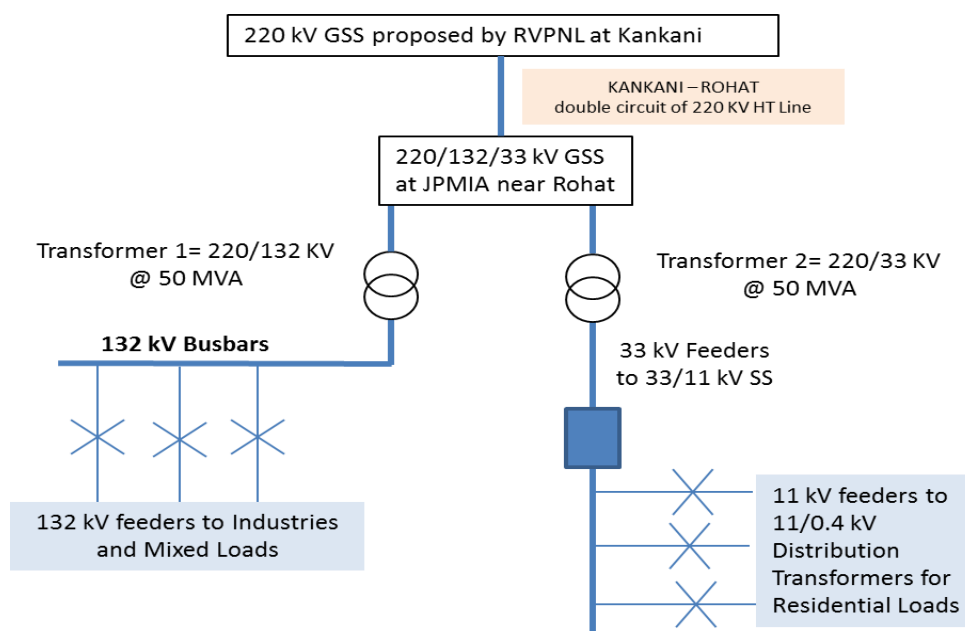 220 kV GSS proposed by RVPNL at Kankani
KANKANI – ROHAT
double circuit of 220 KV HT Line
220/132/33 kV GSS
at JPMIA near Rohat
Transformer 1= 220/132 KV
@ 50 MVA
Transformer 2= 220/33 KV
@ 50 MVA
132 kV Busbars
33 kV Feeders
to 33/11 kV SS
132 kV feeders to Industries
and Mixed Loads
11 kV feeders to
11/0.4 kV
Distribution
Transformers for
Residential Loads